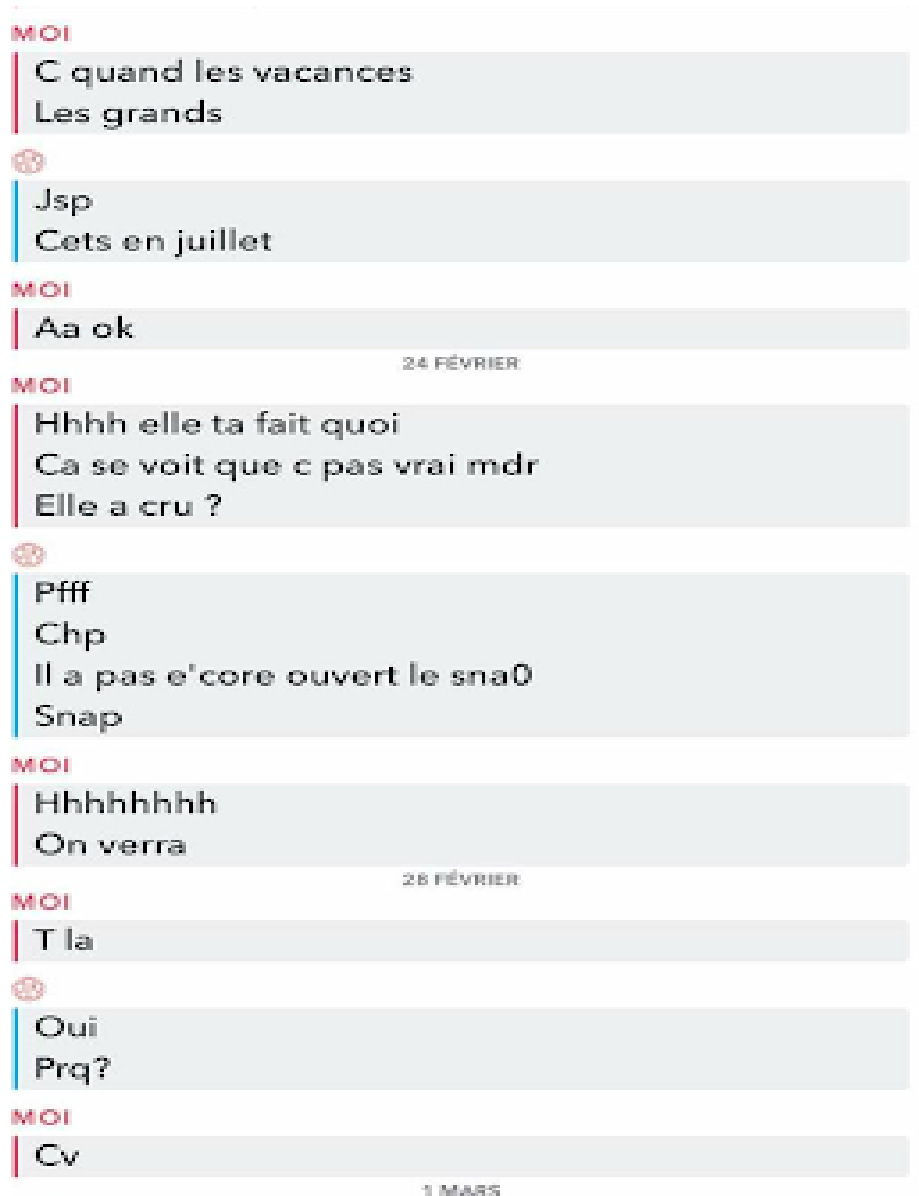 MOI
C quand les vacances
Les grands
Jsp
Cets en juillet
MOI
Aa ok
24 FÉVRIER
MOI
Hhhh elle ta fait quoi
Ca se voit que c pas vrai mdr
Elle a cru ?
Pfff
Chp
Il a pas e'core ouvert le sna0
Snap
MOI
Hhhhhhhh
On verra
28 FÉVRIER
MOI
T la
Oui
Prq?
MOI
Cv
1 MARS